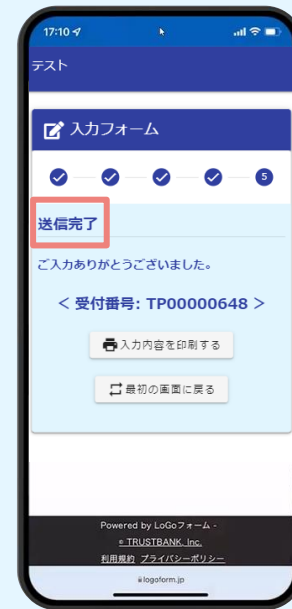 17:10
テスト
入力フォーム
5
送信完了
ご入力ありがとうございました。
< 受付番号: TP00000648 >
入力内容を印刷する
最初の画面に戻る
Powered by LoGoフォーム -
© TRUSTBANK, Inc.
利用規約 プライバシーポリシー
logoform.jp